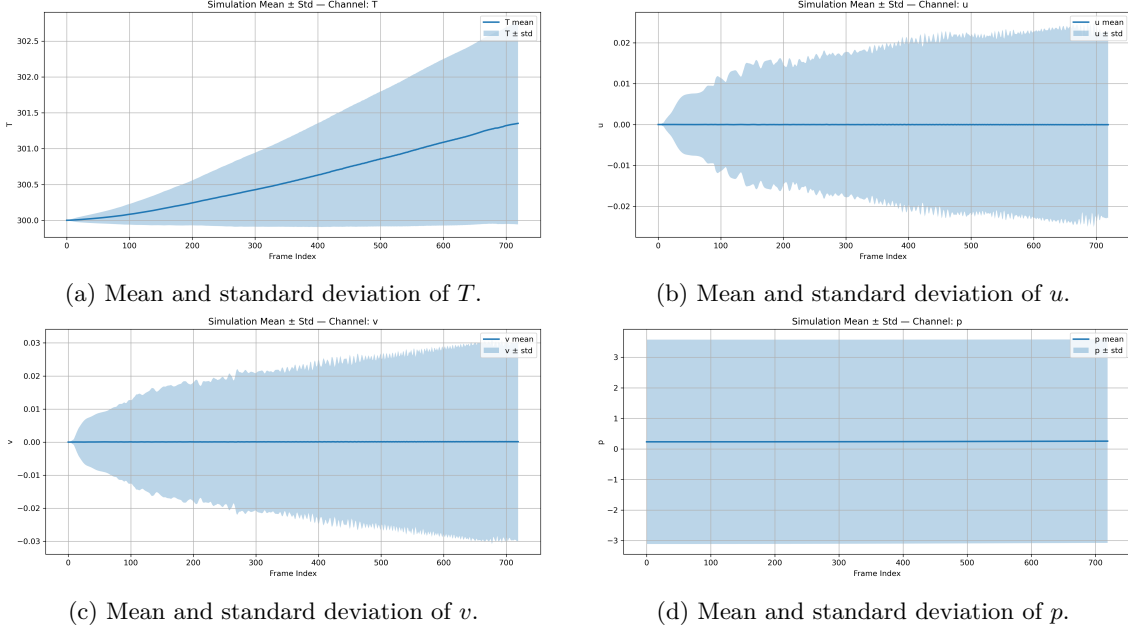 Simulation Mean ± Std — Channel: T
T mean
T ± std
302.5
302.0
301.5
301.0
300.5
300.0
T
0 100 200 300 400 500 600 700
Frame Index
(a) Mean and standard deviation of T.
Simulation Mean ± Std — Channel: u
u mean
u ± std
0.02
0.01
0.00
−0.01
−0.02
u
0 100 200 300 400 500 600 700
Frame Index
(b) Mean and standard deviation of u.
Simulation Mean ± Std — Channel: v
v mean
v ± std
0.03
0.02
0.01
0.00
−0.01
−0.02
−0.03
v
0 100 200 300 400 500 600 700
Frame Index
(c) Mean and standard deviation of v.
Simulation Mean ± Std — Channel: p
p mean
p ± std
3
2
1
0
−1
−2
−3
p
0 100 200 300 400 500 600 700
Frame Index
(d) Mean and standard deviation of p.